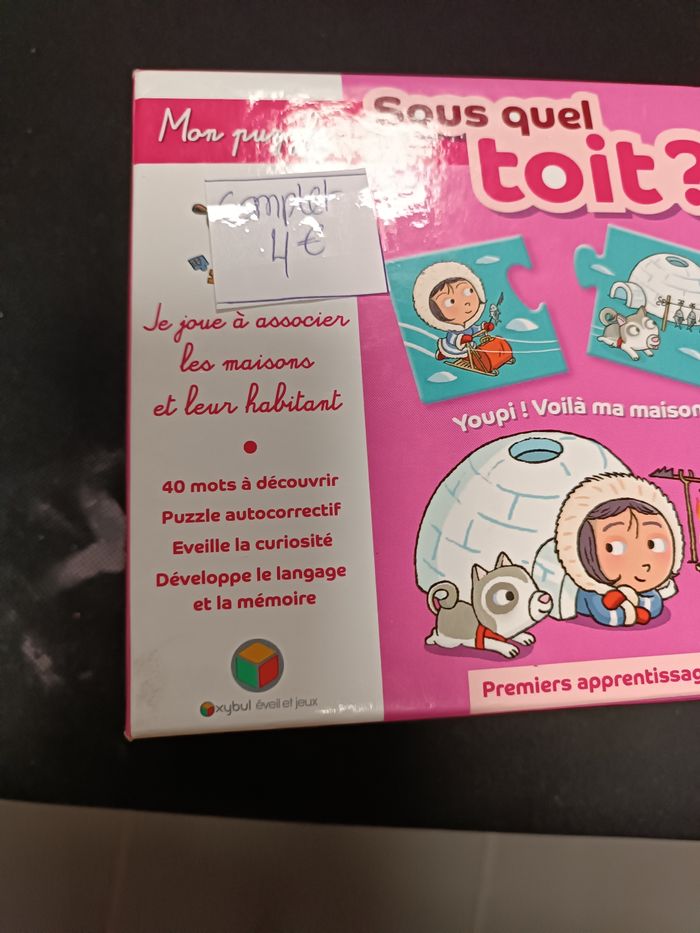 Mon puzzle
Sous quel
toit?
complet
4 €
Je joue à associer
les maisons
et leur habitant
Youpi ! Voilà ma maison
40 mots à découvrir
Puzzle autocorrectif
Eveille la curiosité
Développe le langage
et la mémoire
Premiers apprentissag
oxybul éveil et jeux